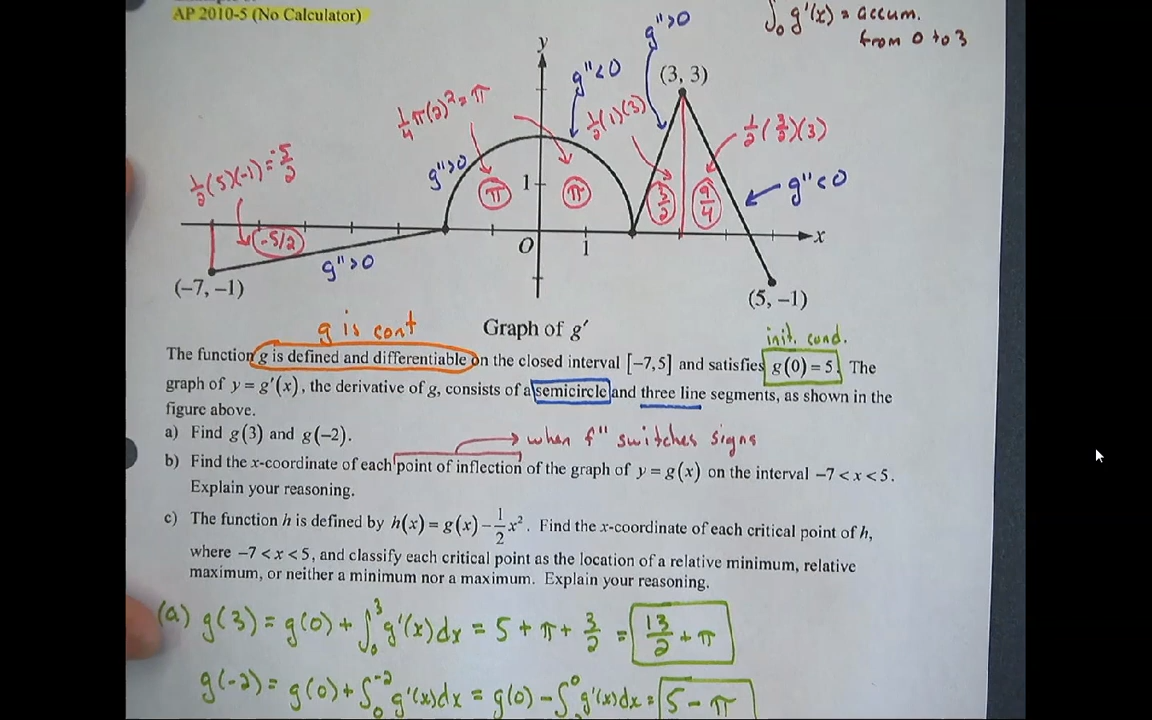 AP 2010-5 (No Calculator)
∫₀ g'(x) = accum.
from 0 to 3
g''>0
y
g''<0
(3, 3)
1/4 π(2)² = π
1/2(1)(3)
1/2(3/2)(3)
1/2(5)(-1) = -5/2
g''>0
1
π
π
3/2
9/4
g''<0
-5/2
O
1
x
g''>0
(−7, −1)
(5, −1)
g is cont
Graph of g′
init. cond.
The function g is defined and differentiable on the closed interval [−7,5] and satisfies g(0) = 5. The
graph of y = g′(x), the derivative of g, consists of a semicircle and three line segments, as shown in the
figure above.
a) Find g(3) and g(−2).
when f'' switches signs
b) Find the x-coordinate of each point of inflection of the graph of y = g(x) on the interval −7 < x < 5.
Explain your reasoning.
c) The function h is defined by h(x) = g(x) − 1/2 x². Find the x-coordinate of each critical point of h,
where −7 < x < 5, and classify each critical point as the location of a relative minimum, relative
maximum, or neither a minimum nor a maximum. Explain your reasoning.
(a) g(3) = g(0) + ∫₀³ g'(x)dx = 5 + π + 3/2 = 13/2 + π
g(-2) = g(0) + ∫₀⁻² g'(x)dx = g(0) − ∫₋₂⁰ g'(x)dx = 5 − π